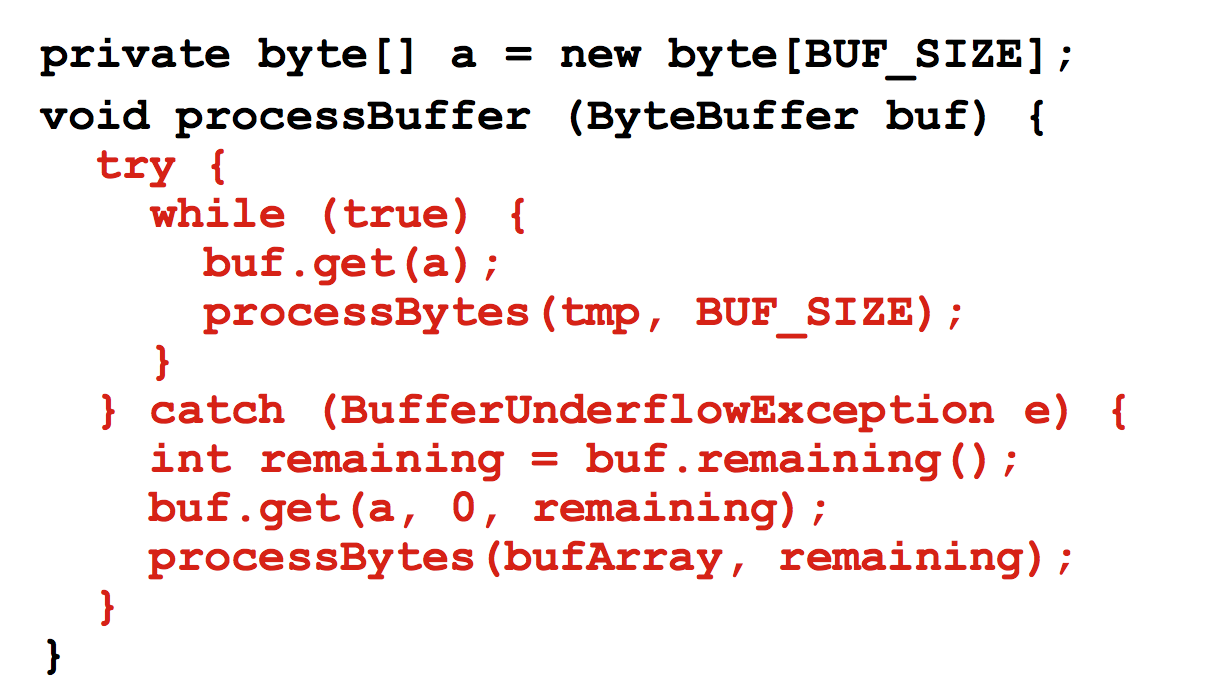 private byte[] a = new byte[BUF_SIZE];
void processBuffer (ByteBuffer buf) {
try {
while (true) {
buf.get(a);
processBytes(tmp, BUF_SIZE);
}
} catch (BufferUnderflowException e) {
int remaining = buf.remaining();
buf.get(a, 0, remaining);
processBytes(bufArray, remaining);
}
}